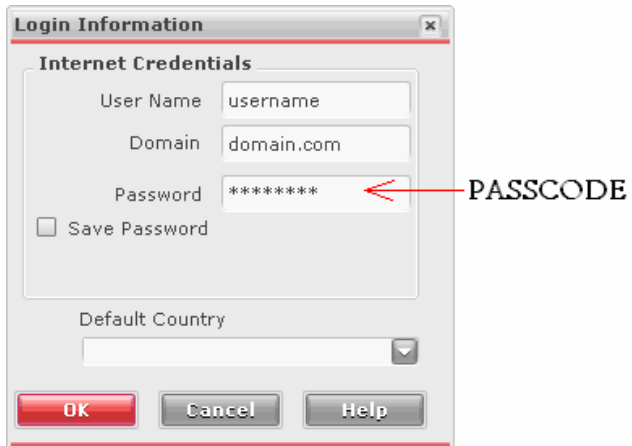 Login Information
Internet Credentials
User Name username
Domain domain.com
Password ******** PASSCODE
Save Password
Default Country
OK Cancel Help